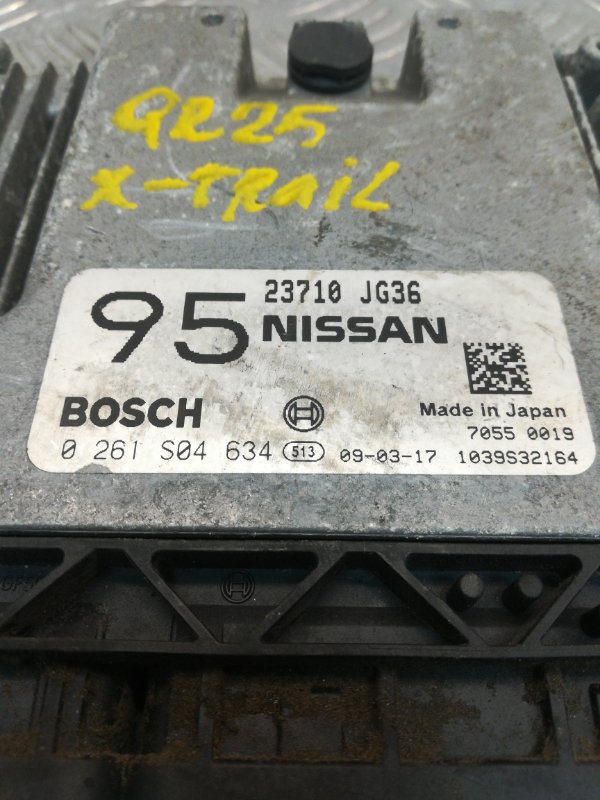 QR25
X-TRAIL
95 23710 JG36
NISSAN
BOSCH
Made in Japan
7055 0019
0 261 S04 634 513 09-03-17 1039S32164